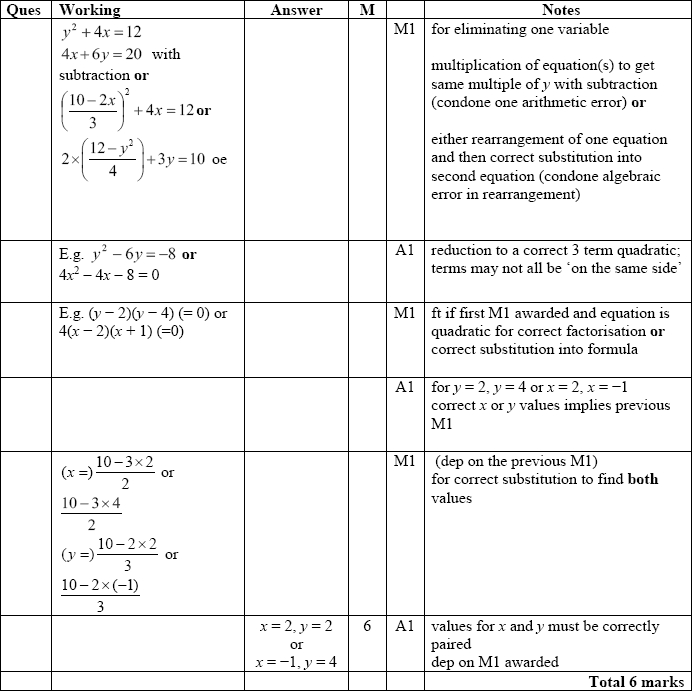 Ques Working Answer M Notes
y² + 4x = 12
4x + 6y = 20 with
subtraction or
((10 − 2x)/3)² + 4x = 12 or
2 × ((12 − y²)/4) + 3y = 10 oe
M1 for eliminating one variable
multiplication of equation(s) to get
same multiple of y with subtraction
(condone one arithmetic error) or
either rearrangement of one equation
and then correct substitution into
second equation (condone algebraic
error in rearrangement)
E.g. y² − 6y = −8 or
4x² − 4x − 8 = 0
A1 reduction to a correct 3 term quadratic;
terms may not all be ‘on the same side’
E.g. (y − 2)(y − 4) (= 0) or
4(x − 2)(x + 1) (=0)
M1 ft if first M1 awarded and equation is
quadratic for correct factorisation or
correct substitution into formula
A1 for y = 2, y = 4 or x = 2, x = −1
correct x or y values implies previous
M1
(x =) (10 − 3 × 2)/2 or
(10 − 3 × 4)/2
(y =) (10 − 2 × 2)/3 or
(10 − 2 × (−1))/3
M1 (dep on the previous M1)
for correct substitution to find both
values
x = 2, y = 2
or
x = −1, y = 4
6 A1 values for x and y must be correctly
paired
dep on M1 awarded
Total 6 marks